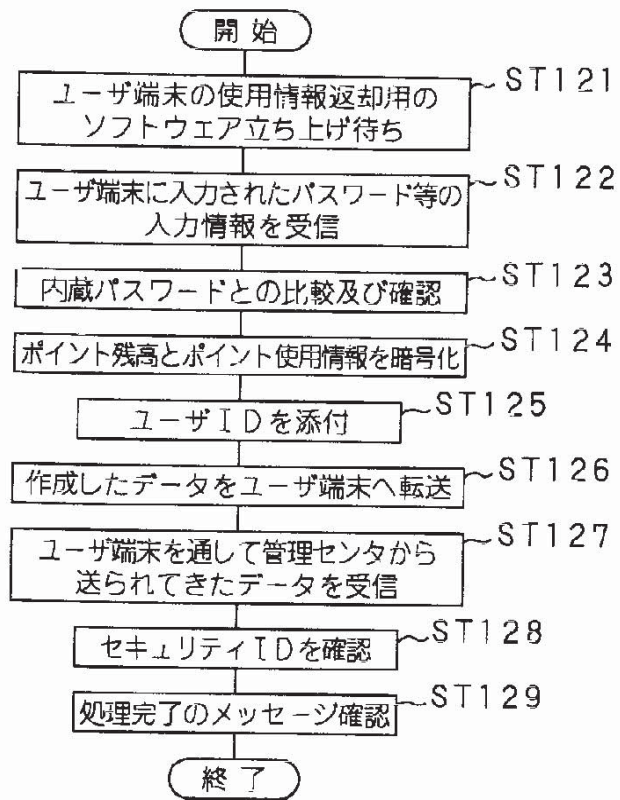 開始
ユーザ端末の使用情報返却用の
ソフトウェア立ち上げ待ち
ST121
ユーザ端末に入力されたパスワード等の
入力情報を受信
ST122
内蔵パスワードとの比較及び確認
ST123
ポイント残高とポイント使用情報を暗号化
ST124
ユーザIDを添付
ST125
作成したデータをユーザ端末へ転送
ST126
ユーザ端末を通して管理センタから
送られてきたデータを受信
ST127
セキュリティIDを確認
ST128
処理完了のメッセージ確認
ST129
終了